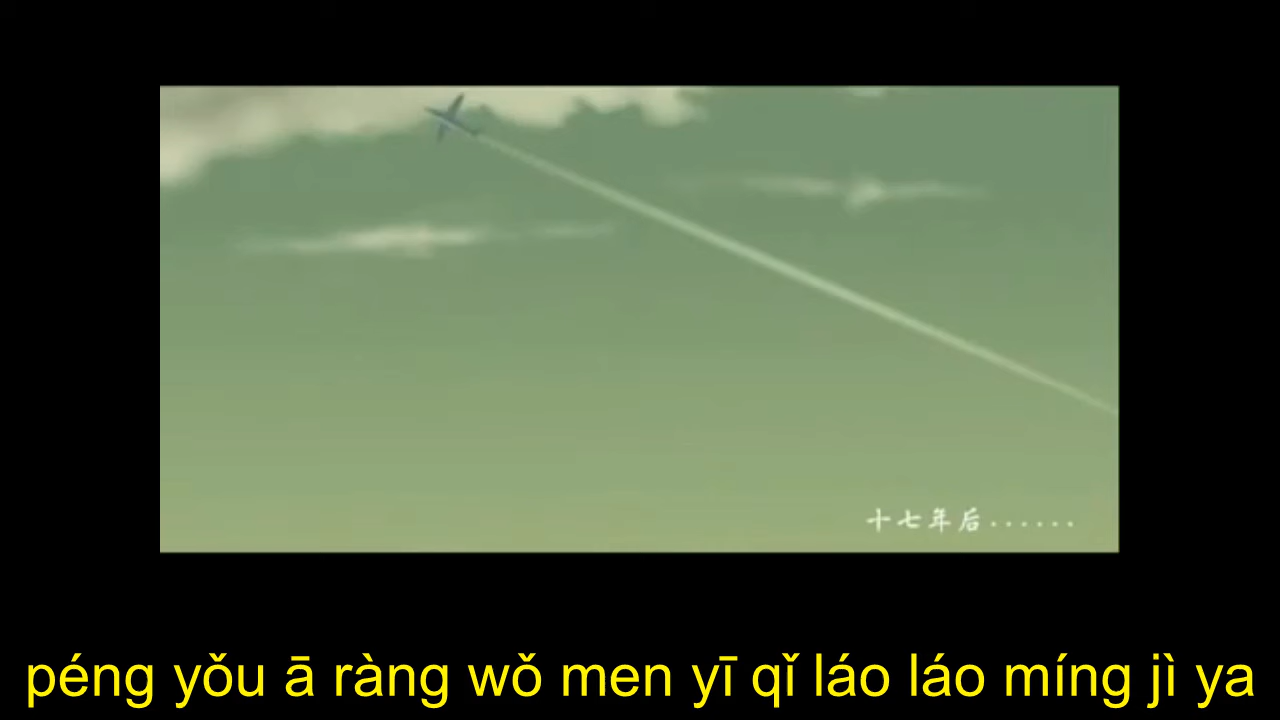 十七年后......
péng yǒu ā ràng wǒ men yī qǐ láo láo míng jì ya